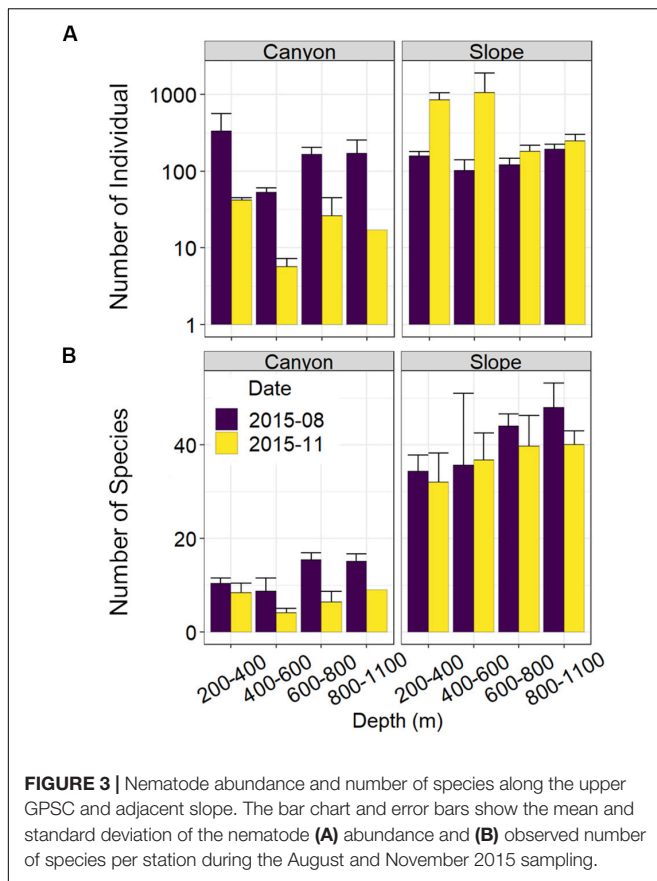 A
Canyon
Slope
Number of Individual
1000
100
10
1
B
Canyon
Slope
Number of Species
Date
2015-08
2015-11
40
20
0
200-400
400-600
600-800
800-1100
200-400
400-600
600-800
800-1100
Depth (m)
FIGURE 3 | Nematode abundance and number of species along the upper
GPSC and adjacent slope. The bar chart and error bars show the mean and
standard deviation of the nematode (A) abundance and (B) observed number
of species per station during the August and November 2015 sampling.